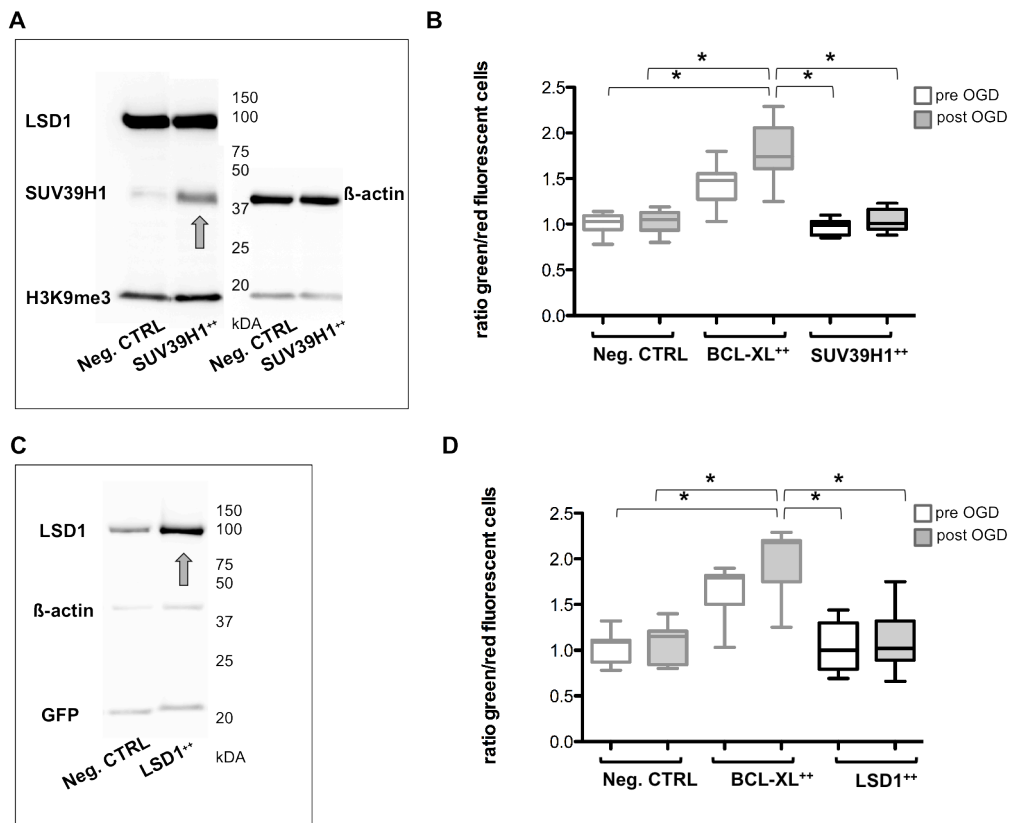 A
LSD1
SUV39H1
H3K9me3
150
100
75
50
37
25
20
kDA
ß-actin
Neg. CTRL
SUV39H1++
Neg. CTRL
SUV39H1++
B
ratio green/red fluorescent cells
2.5
2.0
1.5
1.0
0.5
0.0
* *
* *
pre OGD
post OGD
Neg. CTRL BCL-XL++ SUV39H1++
C
LSD1
ß-actin
GFP
150
100
75
50
37
25
20
kDA
Neg. CTRL
LSD1++
D
ratio green/red fluorescent cells
2.5
2.0
1.5
1.0
0.5
0.0
* *
* *
pre OGD
post OGD
Neg. CTRL BCL-XL++ LSD1++